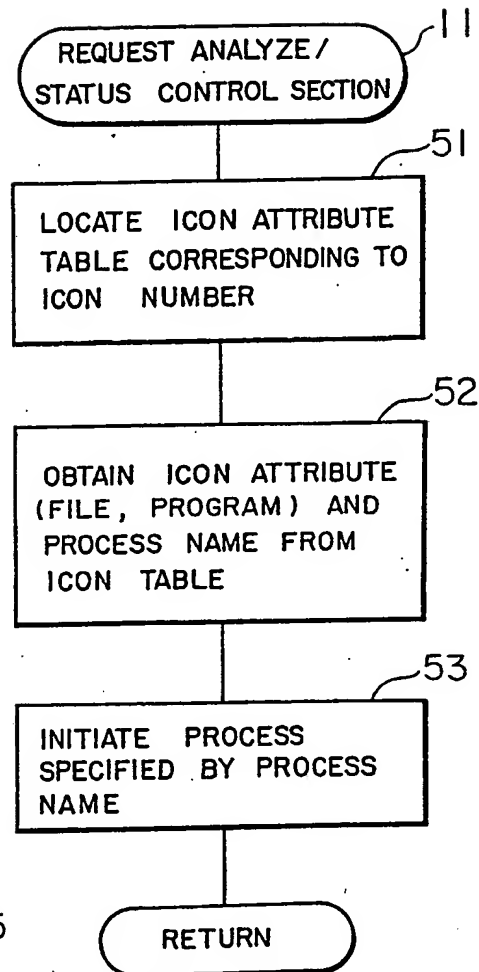 11
REQUEST ANALYZE/
STATUS CONTROL SECTION
51
LOCATE ICON ATTRIBUTE
TABLE CORRESPONDING TO
ICON NUMBER
52
OBTAIN ICON ATTRIBUTE
(FILE, PROGRAM) AND
PROCESS NAME FROM
ICON TABLE
53
INITIATE PROCESS
SPECIFIED BY PROCESS
NAME
RETURN